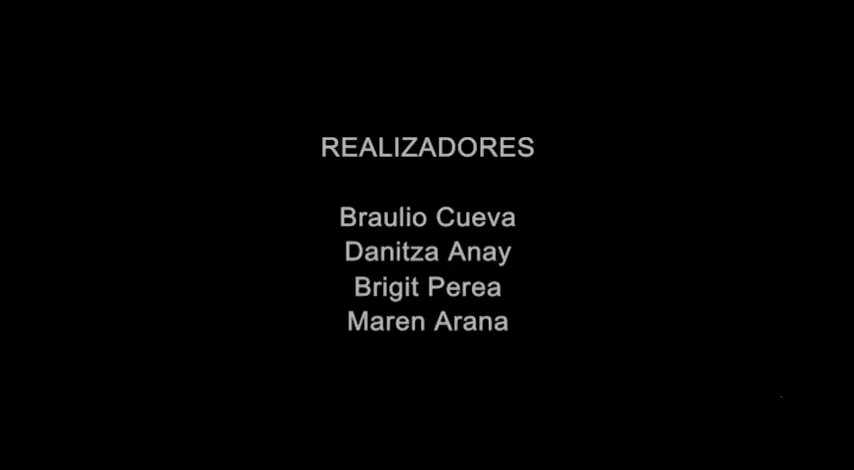 REALIZADORES
Braulio Cueva
Danitza Anay
Brigit Perea
Maren Arana